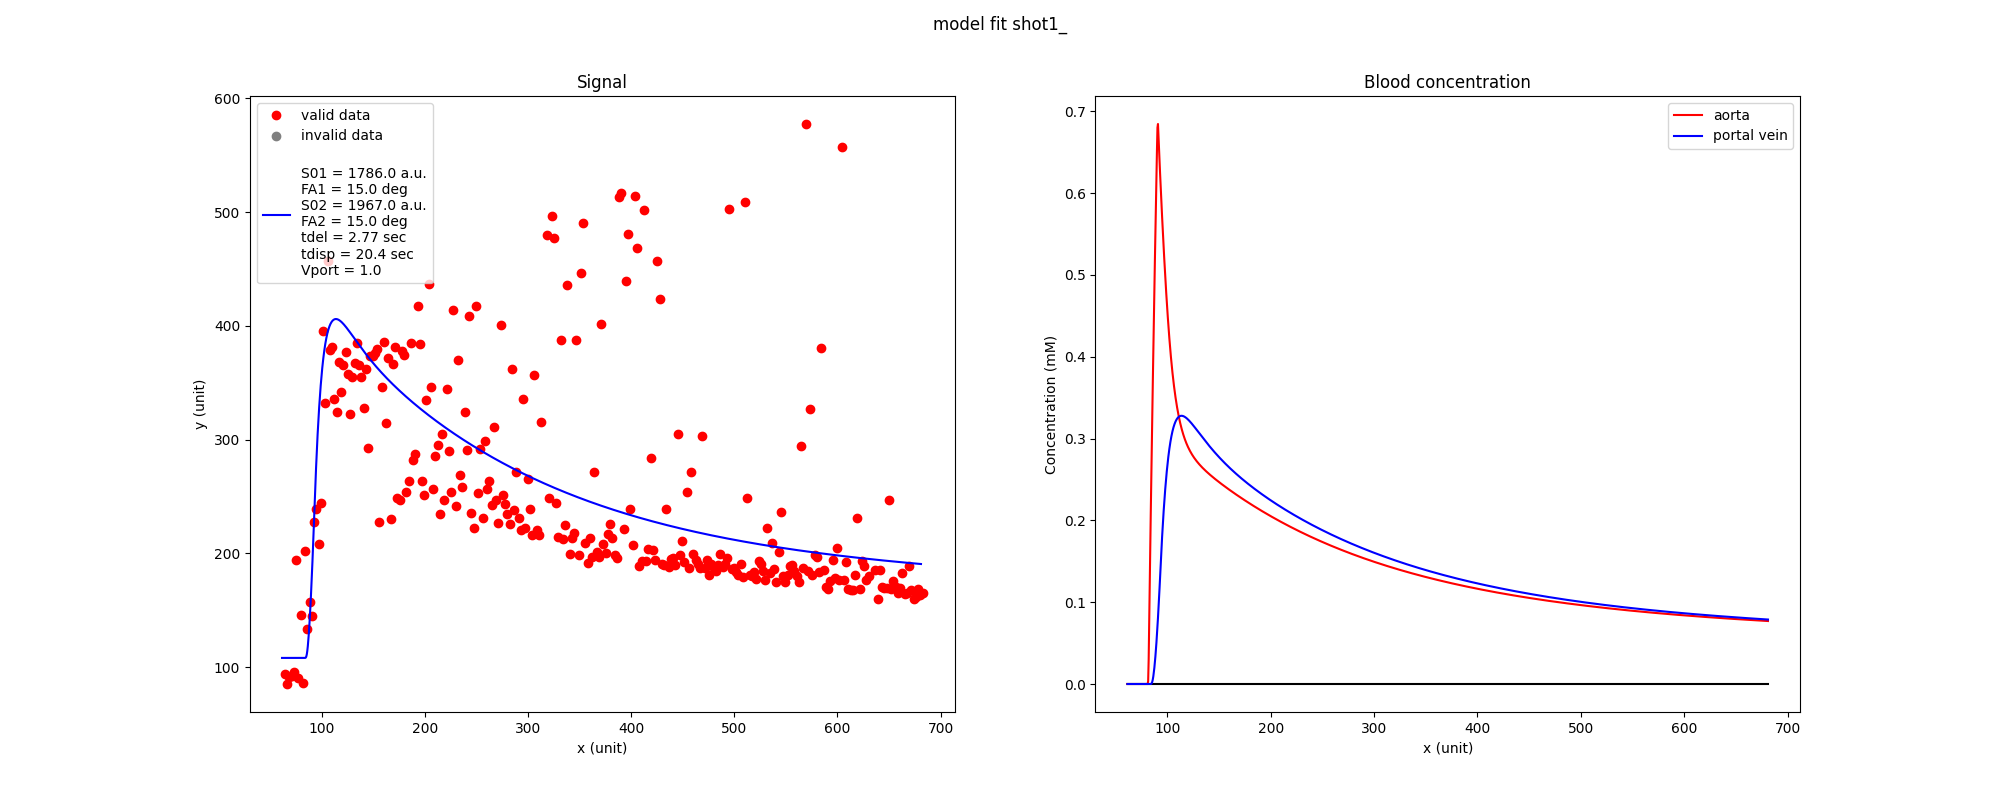 model fit shot1_
Signal
600
500
400
300
200
100
y (unit)
valid data
invalid data
S01 = 1786.0 a.u.
FA1 = 15.0 deg
S02 = 1967.0 a.u.
FA2 = 15.0 deg
tdel = 2.77 sec
tdisp = 20.4 sec
Vport = 1.0
100 200 300 400 500 600 700
x (unit)
Blood concentration
0.7
0.6
0.5
0.4
0.3
0.2
0.1
0.0
Concentration (mM)
aorta
portal vein
100 200 300 400 500 600 700
x (unit)